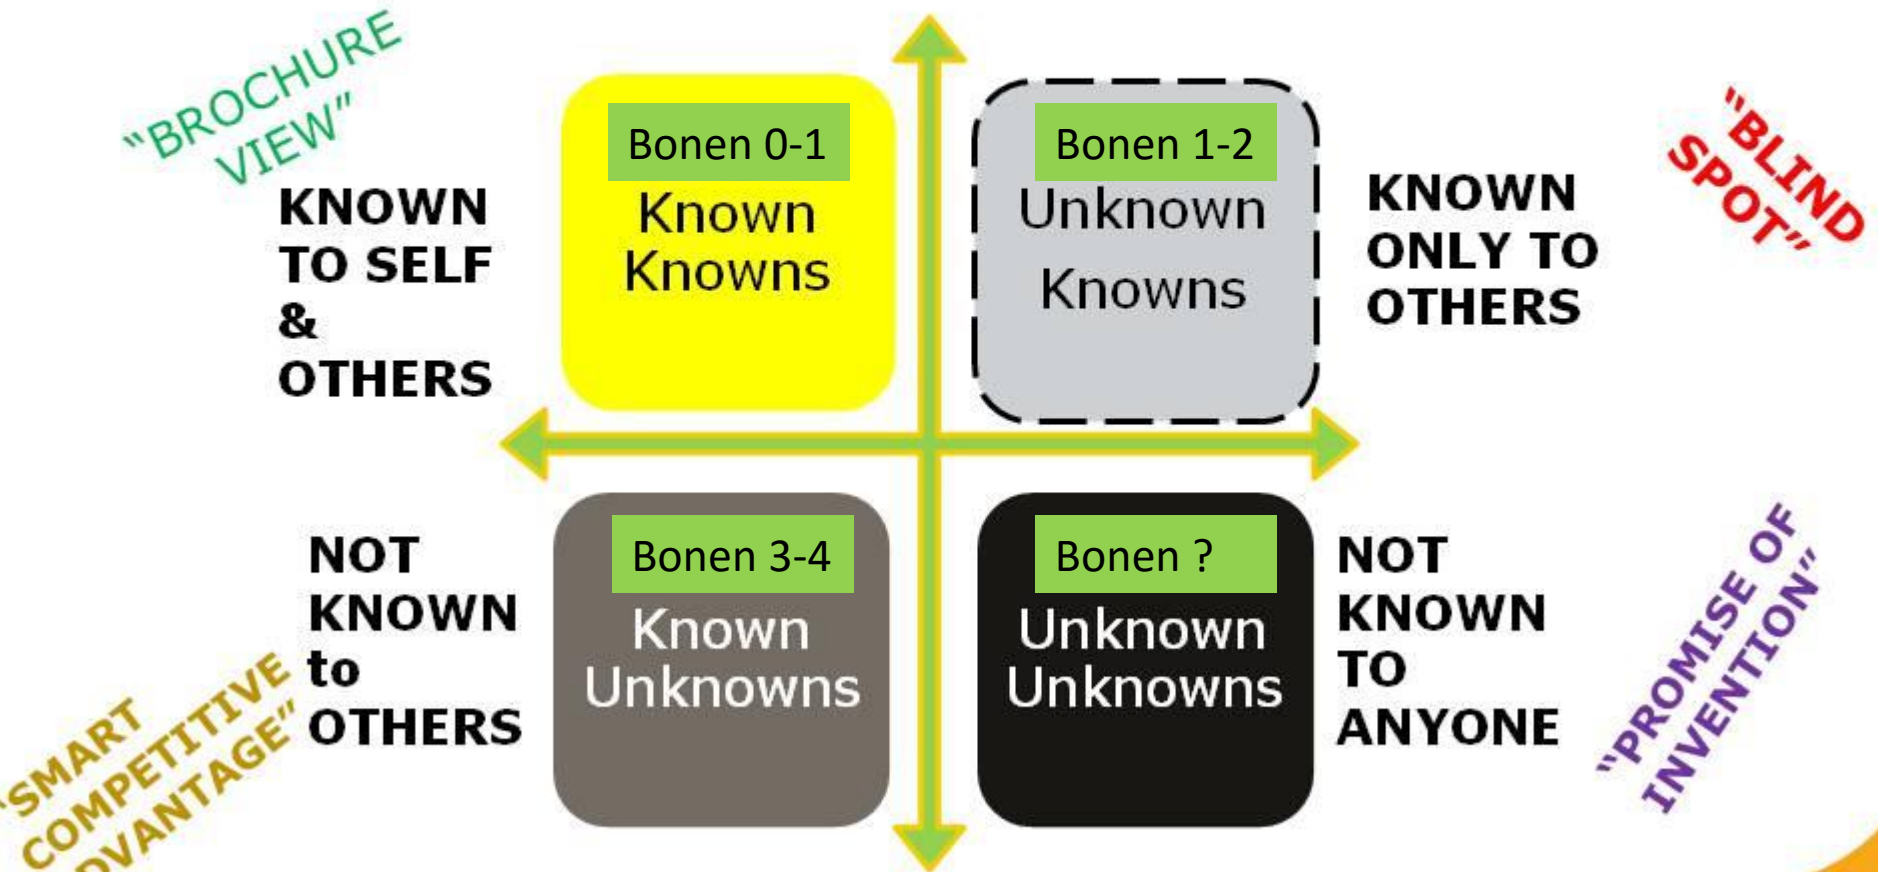 “BROCHURE
VIEW”
KNOWN
TO SELF
&
OTHERS
Bonen 0-1
Known
Knowns
Bonen 1-2
Unknown
Knowns
KNOWN
ONLY TO
OTHERS
“BLIND
SPOT”
“SMART
COMPETITIVE
ADVANTAGE”
NOT
KNOWN
to
OTHERS
Bonen 3-4
Known
Unknowns
Bonen ?
Unknown
Unknowns
NOT
KNOWN
TO
ANYONE
“PROMISE OF
INVENTION”